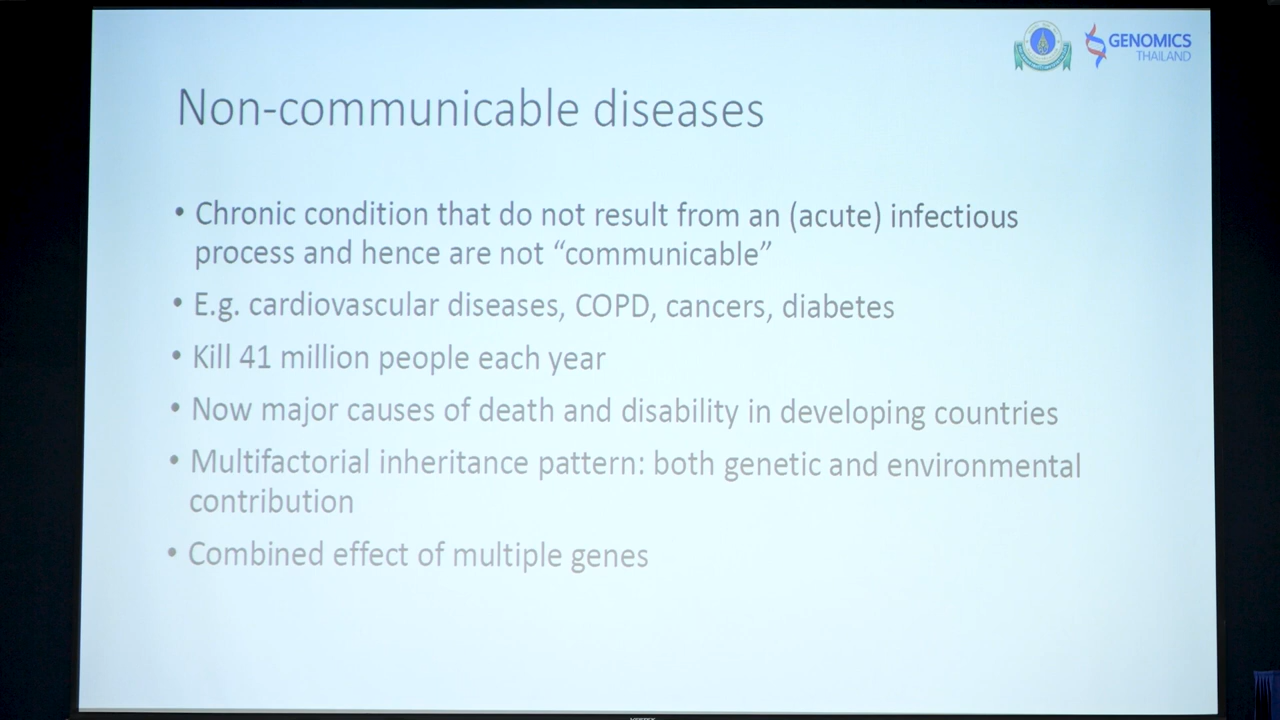 GENOMICS
THAILAND
Non-communicable diseases
• Chronic condition that do not result from an (acute) infectious
process and hence are not “communicable”
• E.g. cardiovascular diseases, COPD, cancers, diabetes
• Kill 41 million people each year
• Now major causes of death and disability in developing countries
• Multifactorial inheritance pattern: both genetic and environmental
contribution
• Combined effect of multiple genes